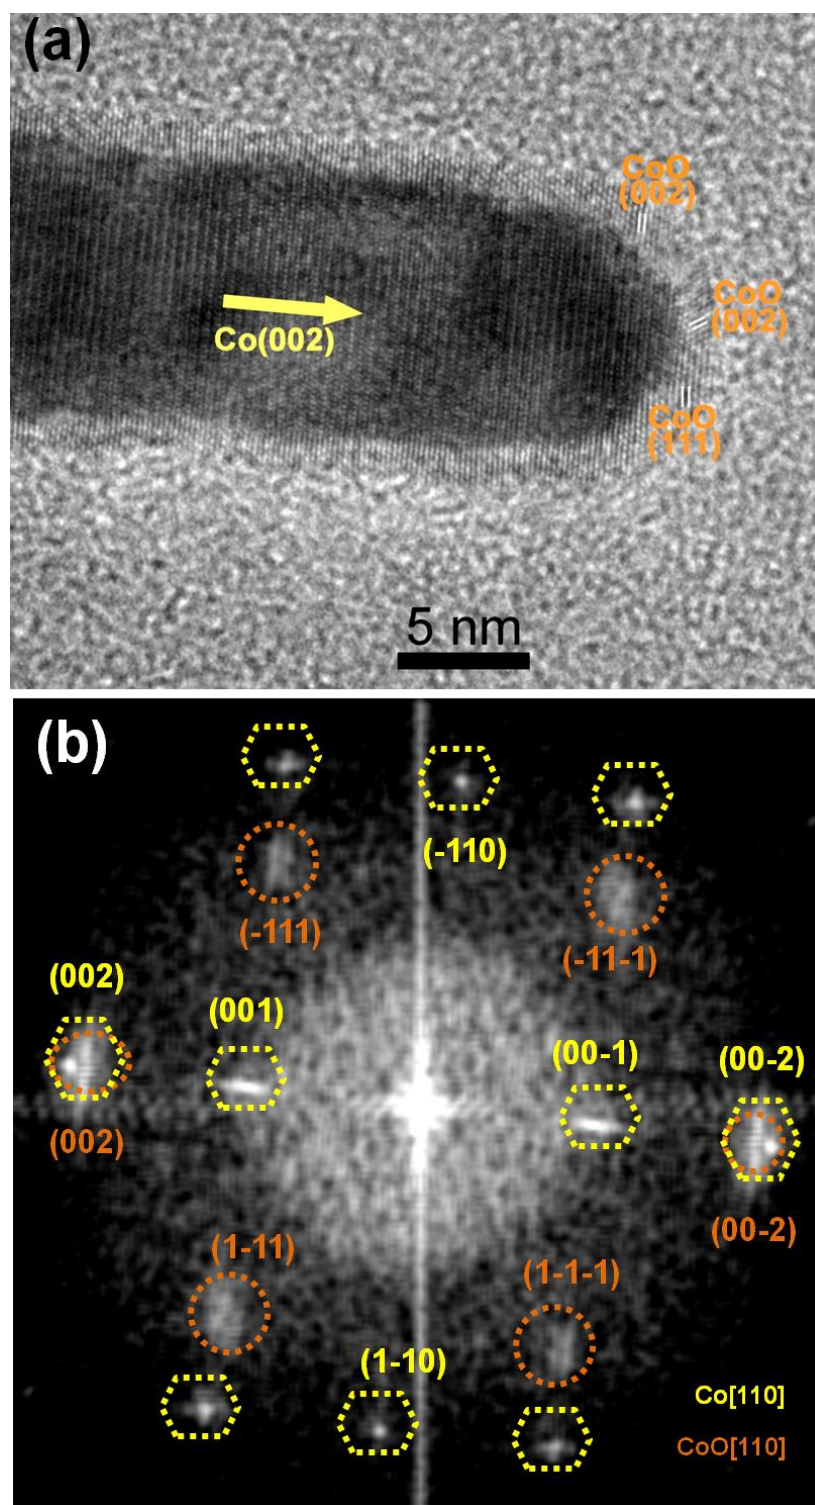 (a)
CoO
(002)
CoO
(002)
Co(002)
CoO
(111)
5 nm
(b)
(-110)
(-111)
(-11-1)
(002)
(001)
(00-1)
(00-2)
(002)
(00-2)
(1-11)
(1-1-1)
(1-10)
Co[110]
CoO[110]